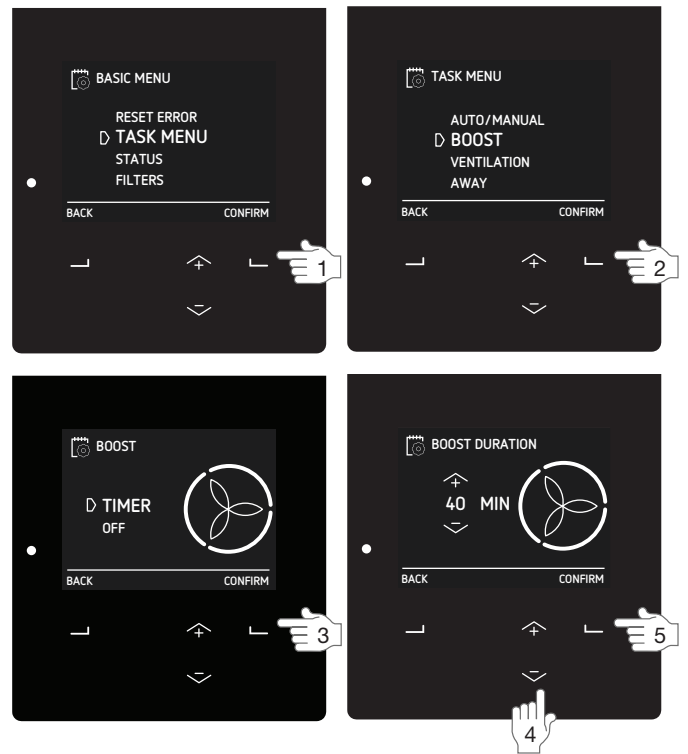 BASIC MENU
RESET ERROR
TASK MENU
STATUS
FILTERS
BACK CONFIRM
1
TASK MENU
AUTO/MANUAL
BOOST
VENTILATION
AWAY
BACK CONFIRM
2
BOOST
TIMER
OFF
BACK CONFIRM
3
BOOST DURATION
40 MIN
BACK CONFIRM
5
4